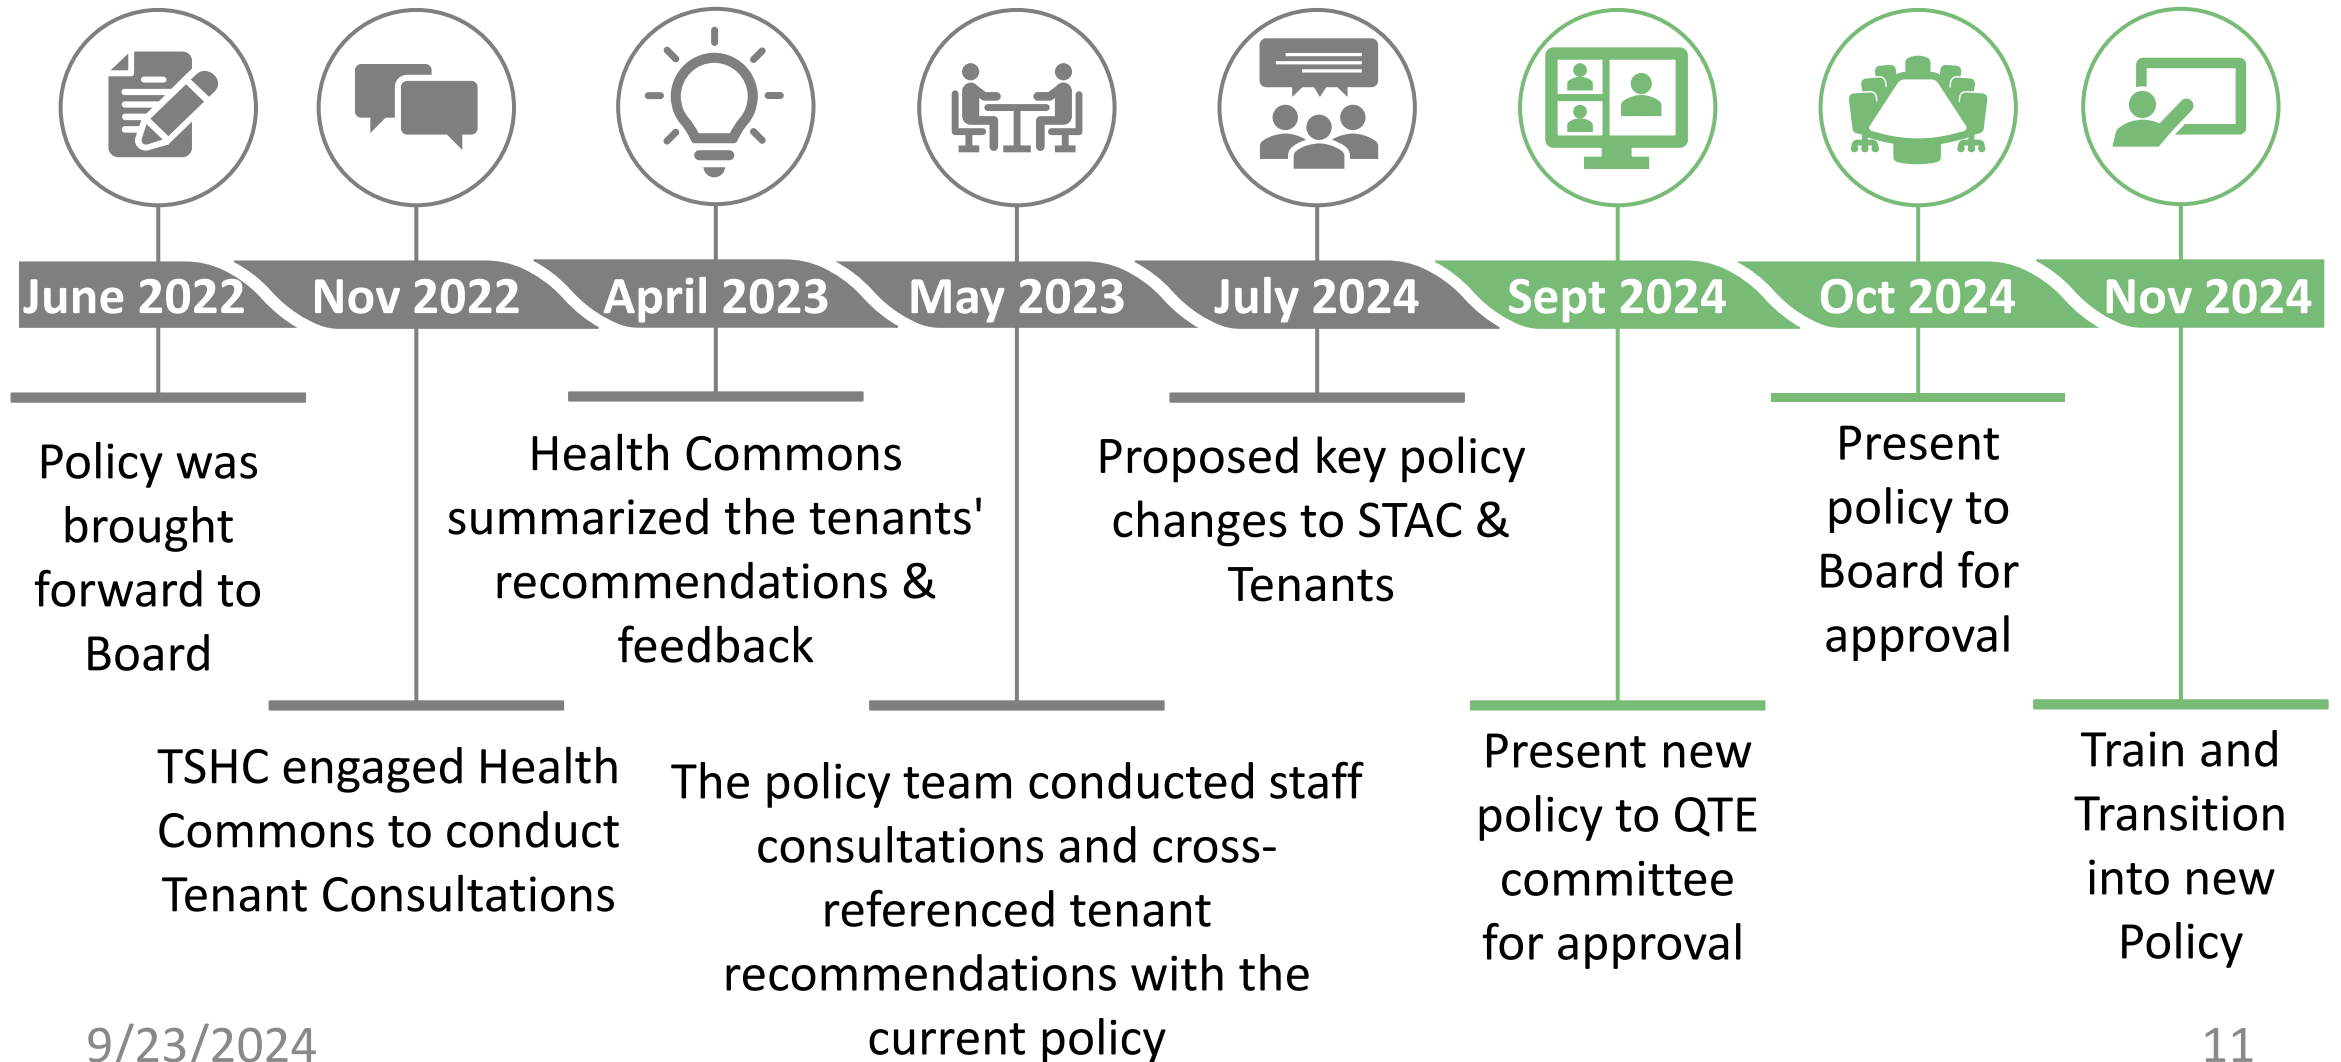 June 2022
Nov 2022
April 2023
May 2023
July 2024
Sept 2024
Oct 2024
Nov 2024
Policy was
brought
forward to
Board
TSHC engaged Health
Commons to conduct
Tenant Consultations
Health Commons
summarized the tenants'
recommendations &
feedback
The policy team conducted staff
consultations and cross-
referenced tenant
recommendations with the
current policy
Proposed key policy
changes to STAC &
Tenants
Present new
policy to QTE
committee
for approval
Present
policy to
Board for
approval
Train and
Transition
into new
Policy
9/23/2024
11